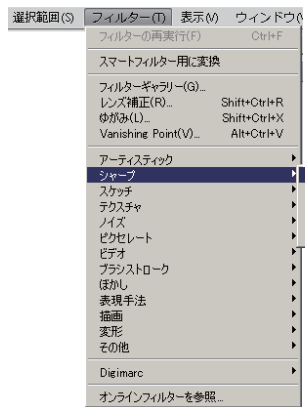 選択範囲(S) フィルター(T) 表示(V) ウィンドウ(
フィルターの再実行(F) Ctrl+F
スマートフィルター用に変換
フィルターギャラリー(G)...
レンズ補正(R)... Shift+Ctrl+R
ゆがみ(L)... Shift+Ctrl+X
Vanishing Point(V)... Alt+Ctrl+V
アーティスティック
シャープ
スケッチ
テクスチャ
ノイズ
ピクセレート
ビデオ
ブラシストローク
ぼかし
表現手法
描画
変形
その他
Digimarc
オンラインフィルターを参照...